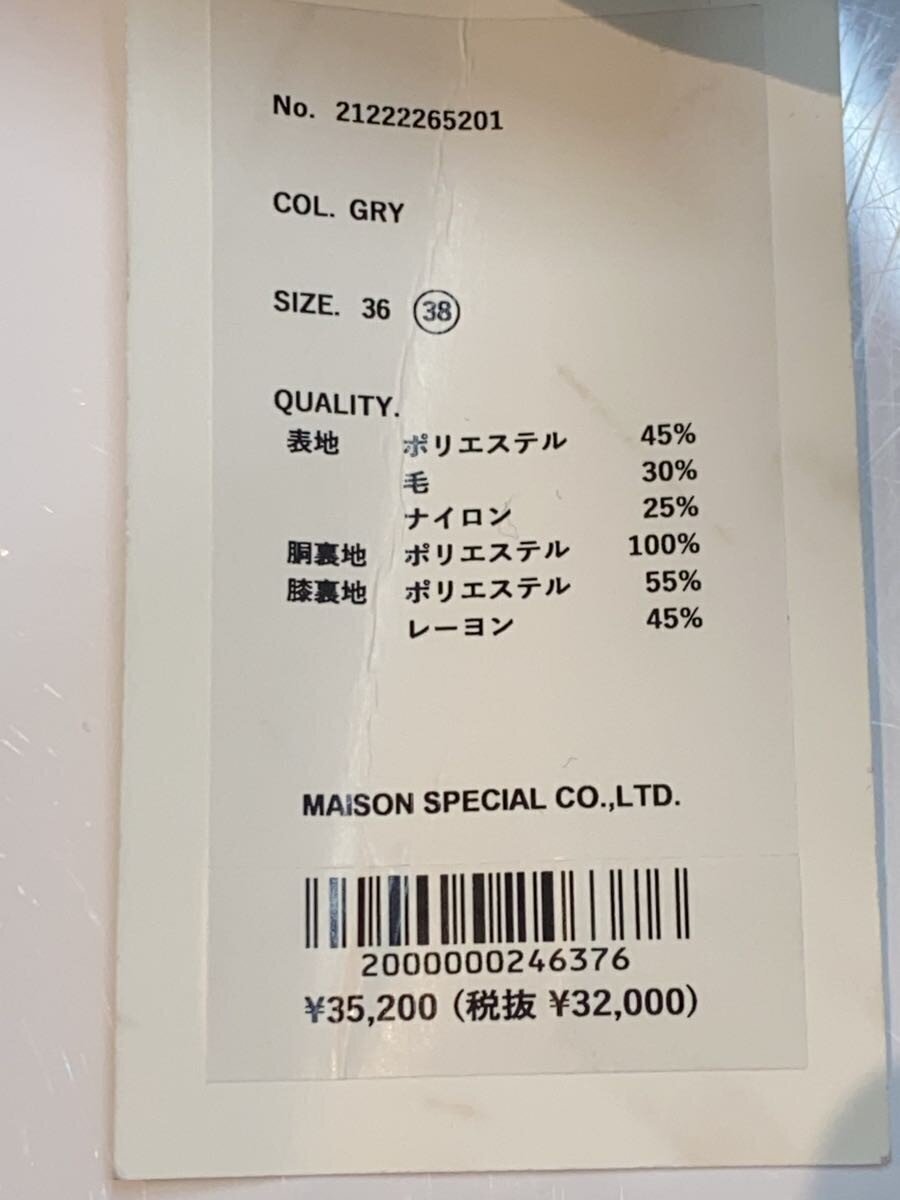 No. 21222265201
COL. GRY
SIZE. 36 38
QUALITY.
表地 ポリエステル 45%
毛 30%
ナイロン 25%
胴裏地 ポリエステル 100%
膝裏地 ポリエステル 55%
レーヨン 45%
MAISON SPECIAL CO.,LTD.
2000000246376
¥35,200 (税抜 ¥32,000)